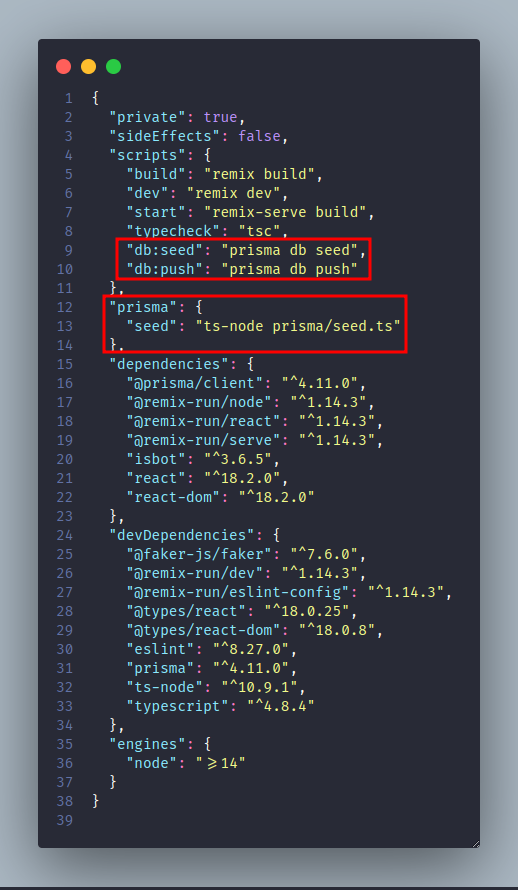 1 {
2   "private": true,
3   "sideEffects": false,
4   "scripts": {
5     "build": "remix build",
6     "dev": "remix dev",
7     "start": "remix-serve build",
8     "typecheck": "tsc",
9     "db:seed": "prisma db seed",
10     "db:push": "prisma db push"
11   },
12   "prisma": {
13     "seed": "ts-node prisma/seed.ts"
14   },
15   "dependencies": {
16     "@prisma/client": "^4.11.0",
17     "@remix-run/node": "^1.14.3",
18     "@remix-run/react": "^1.14.3",
19     "@remix-run/serve": "^1.14.3",
20     "isbot": "^3.6.5",
21     "react": "^18.2.0",
22     "react-dom": "^18.2.0"
23   },
24   "devDependencies": {
25     "@faker-js/faker": "^7.6.0",
26     "@remix-run/dev": "^1.14.3",
27     "@remix-run/eslint-config": "^1.14.3",
28     "@types/react": "^18.0.25",
29     "@types/react-dom": "^18.0.8",
30     "eslint": "^8.27.0",
31     "prisma": "^4.11.0",
32     "ts-node": "^10.9.1",
33     "typescript": "^4.8.4"
34   },
35   "engines": {
36     "node": ">=14"
37   }
38 }
39